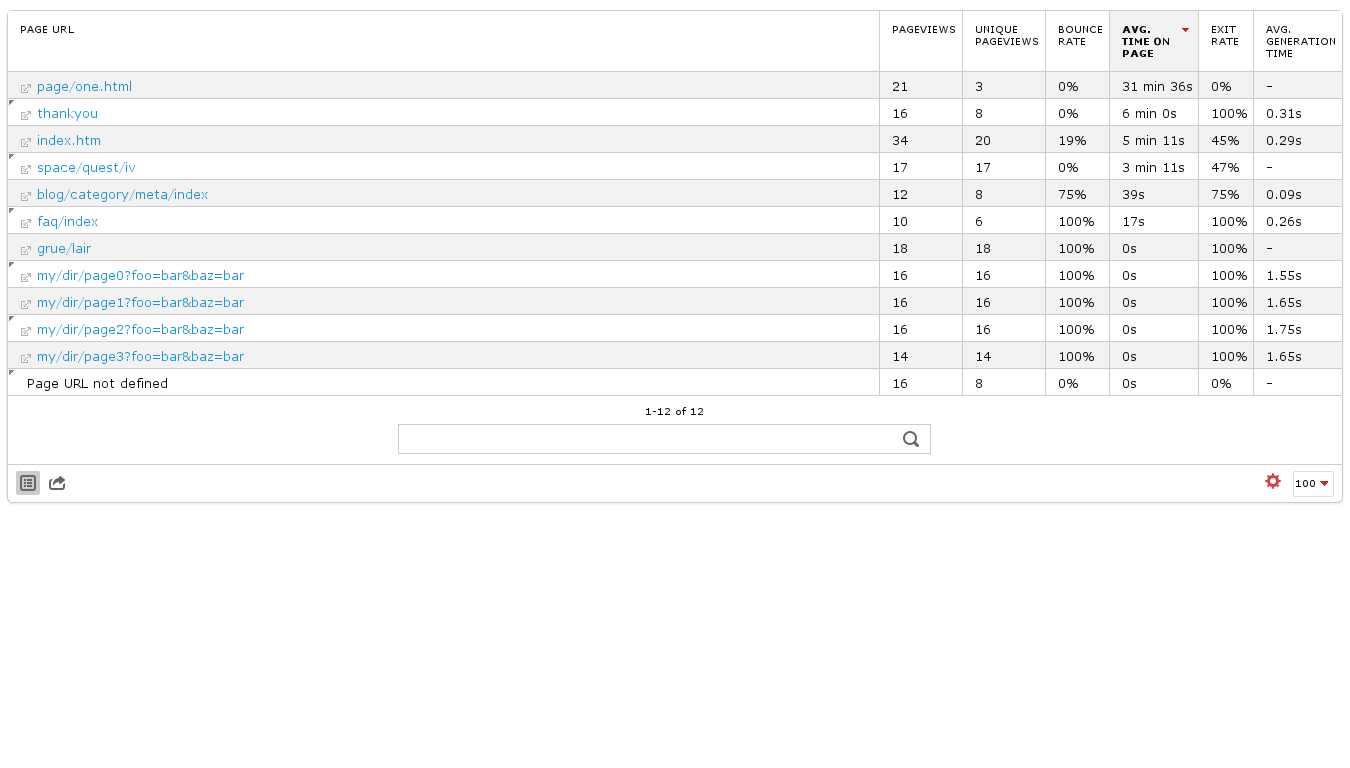 PAGE URL PAGEVIEWS UNIQUE PAGEVIEWS BOUNCE RATE AVG. TIME ON PAGE EXIT RATE AVG. GENERATION TIME
page/one.html 21 3 0% 31 min 36s 0% -
thankyou 16 8 0% 6 min 0s 100% 0.31s
index.htm 34 20 19% 5 min 11s 45% 0.29s
space/quest/iv 17 17 0% 3 min 11s 47% -
blog/category/meta/index 12 8 75% 39s 75% 0.09s
faq/index 10 6 100% 17s 100% 0.26s
grue/lair 18 18 100% 0s 100% -
my/dir/page0?foo=bar&baz=bar 16 16 100% 0s 100% 1.55s
my/dir/page1?foo=bar&baz=bar 16 16 100% 0s 100% 1.65s
my/dir/page2?foo=bar&baz=bar 16 16 100% 0s 100% 1.75s
my/dir/page3?foo=bar&baz=bar 14 14 100% 0s 100% 1.65s
Page URL not defined 16 8 0% 0s 0% -
1-12 of 12
100